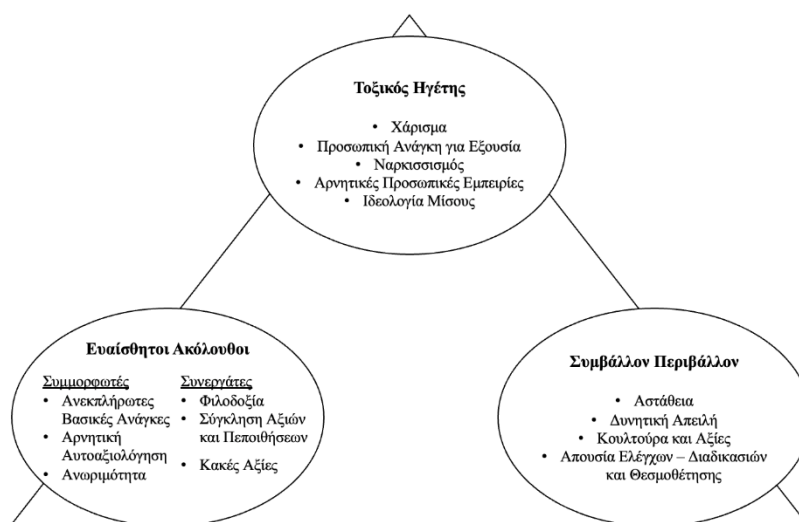 Τοξικός Ηγέτης
• Χάρισμα
• Προσωπική Ανάγκη για Εξουσία
• Ναρκισσισμός
• Αρνητικές Προσωπικές Εμπειρίες
• Ιδεολογία Μίσους
Ευαίσθητοι Ακόλουθοι
Συμμορφωτές
• Ανεκπλήρωτες
Βασικές Ανάγκες
• Αρνητική
Αυτοαξιολόγηση
• Ανωριμότητα
Συνεργάτες
• Φιλοδοξία
• Σύγκληση Αξιών
και Πεποιθήσεων
• Κακές Αξίες
Συμβάλλον Περιβάλλον
• Αστάθεια
• Δυνητική Απειλή
• Κουλτούρα και Αξίες
• Απουσία Ελέγχων – Διαδικασιών
και Θεσμοθέτησης